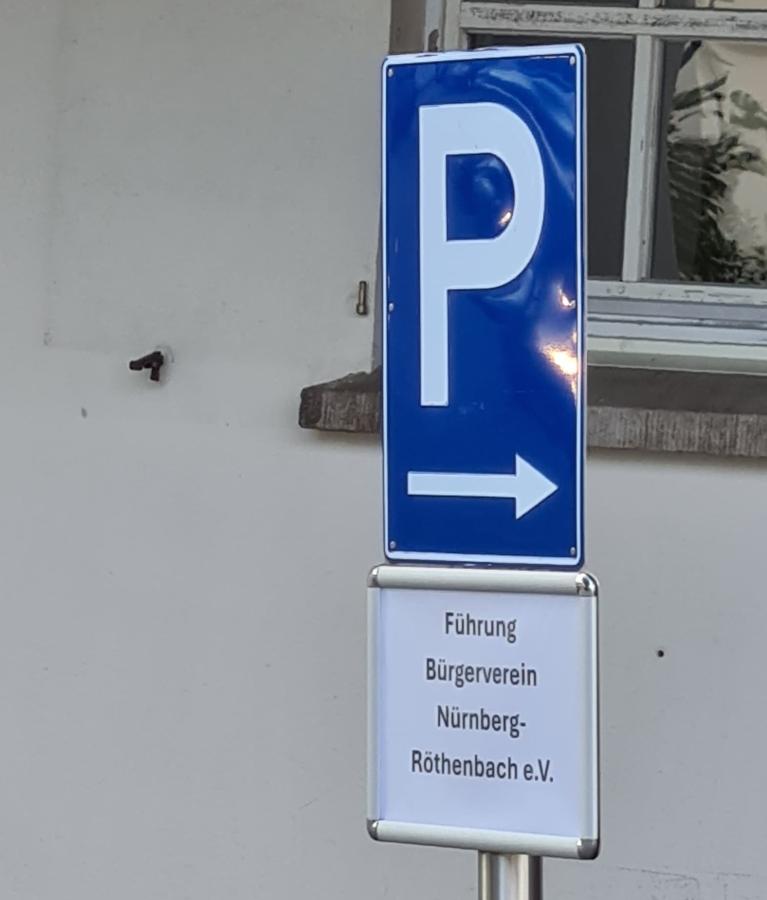 P
Führung
Bürgerverein
Nürnberg-
Röthenbach e.V.